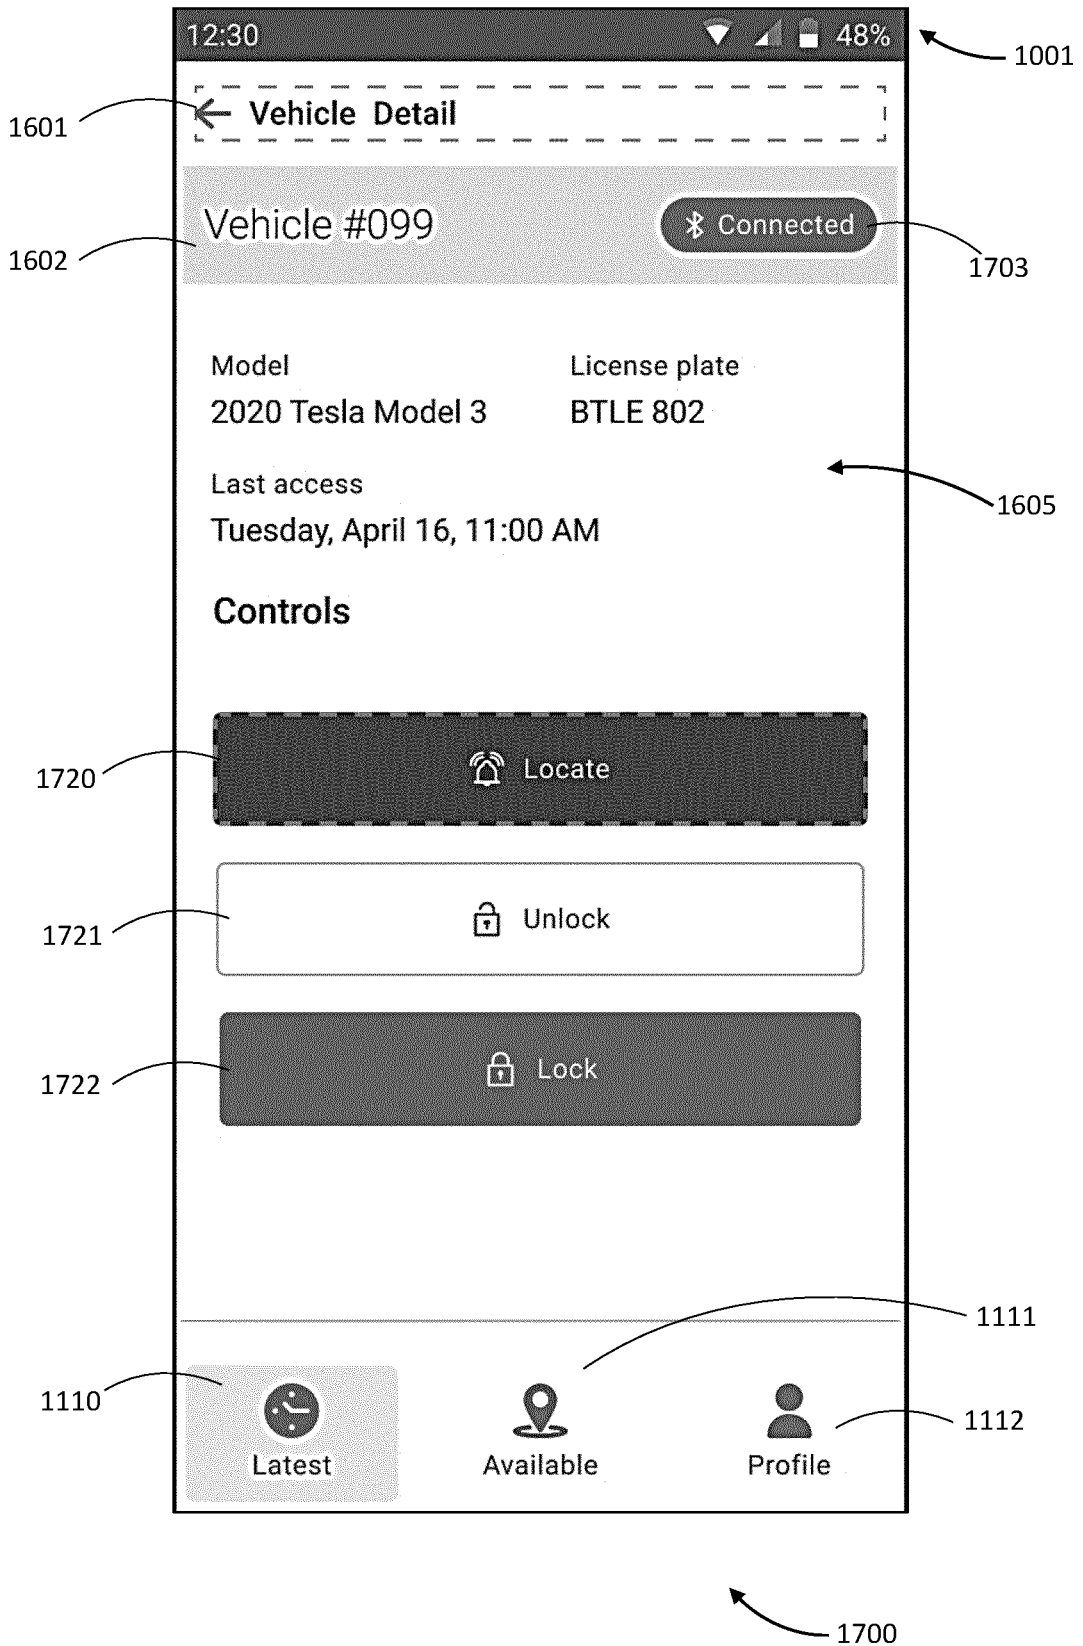 12:30 48%
1001
Vehicle Detail
1601
Vehicle #099 Connected
1602
1703
Model License plate
2020 Tesla Model 3 BTLE 802
Last access
1605
Tuesday, April 16, 11:00 AM
Controls
Locate
1720
Unlock
1721
Lock
1722
1111
1110
1112
Latest Available Profile
1700